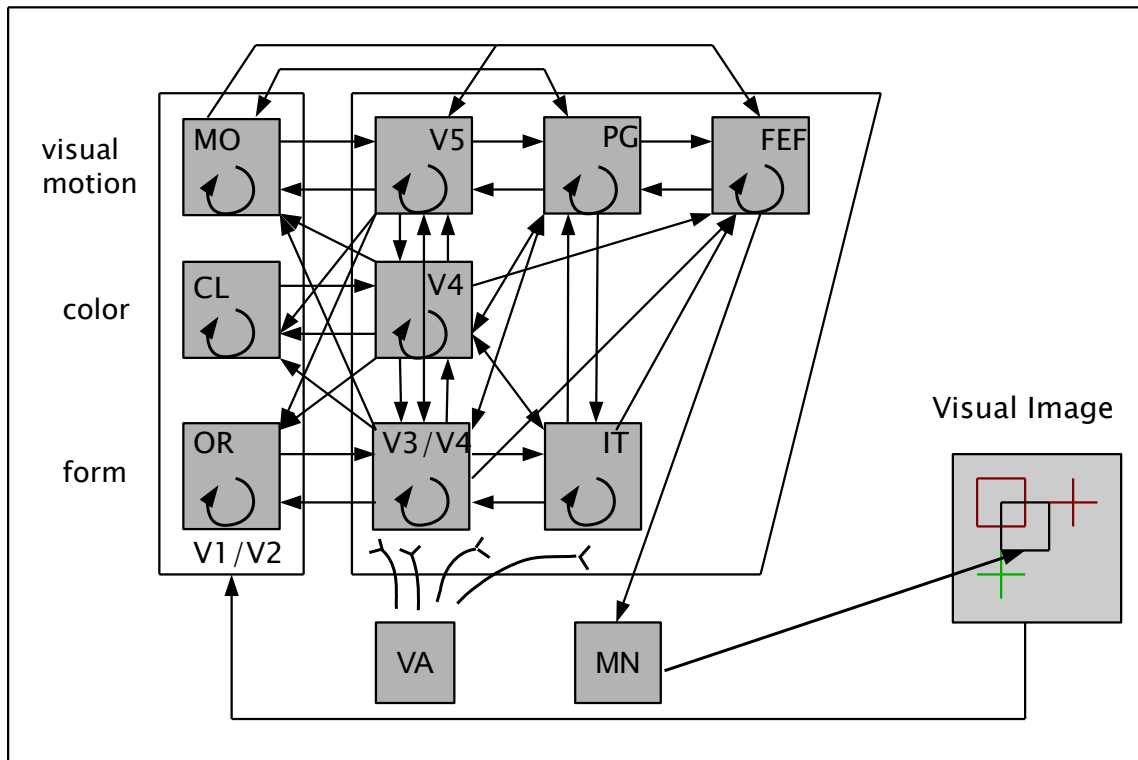 MO
V5
PG
FEF
visual
motion
CL
V4
color
Visual Image
OR
V3/V4
IT
form
V1/V2
VA
MN